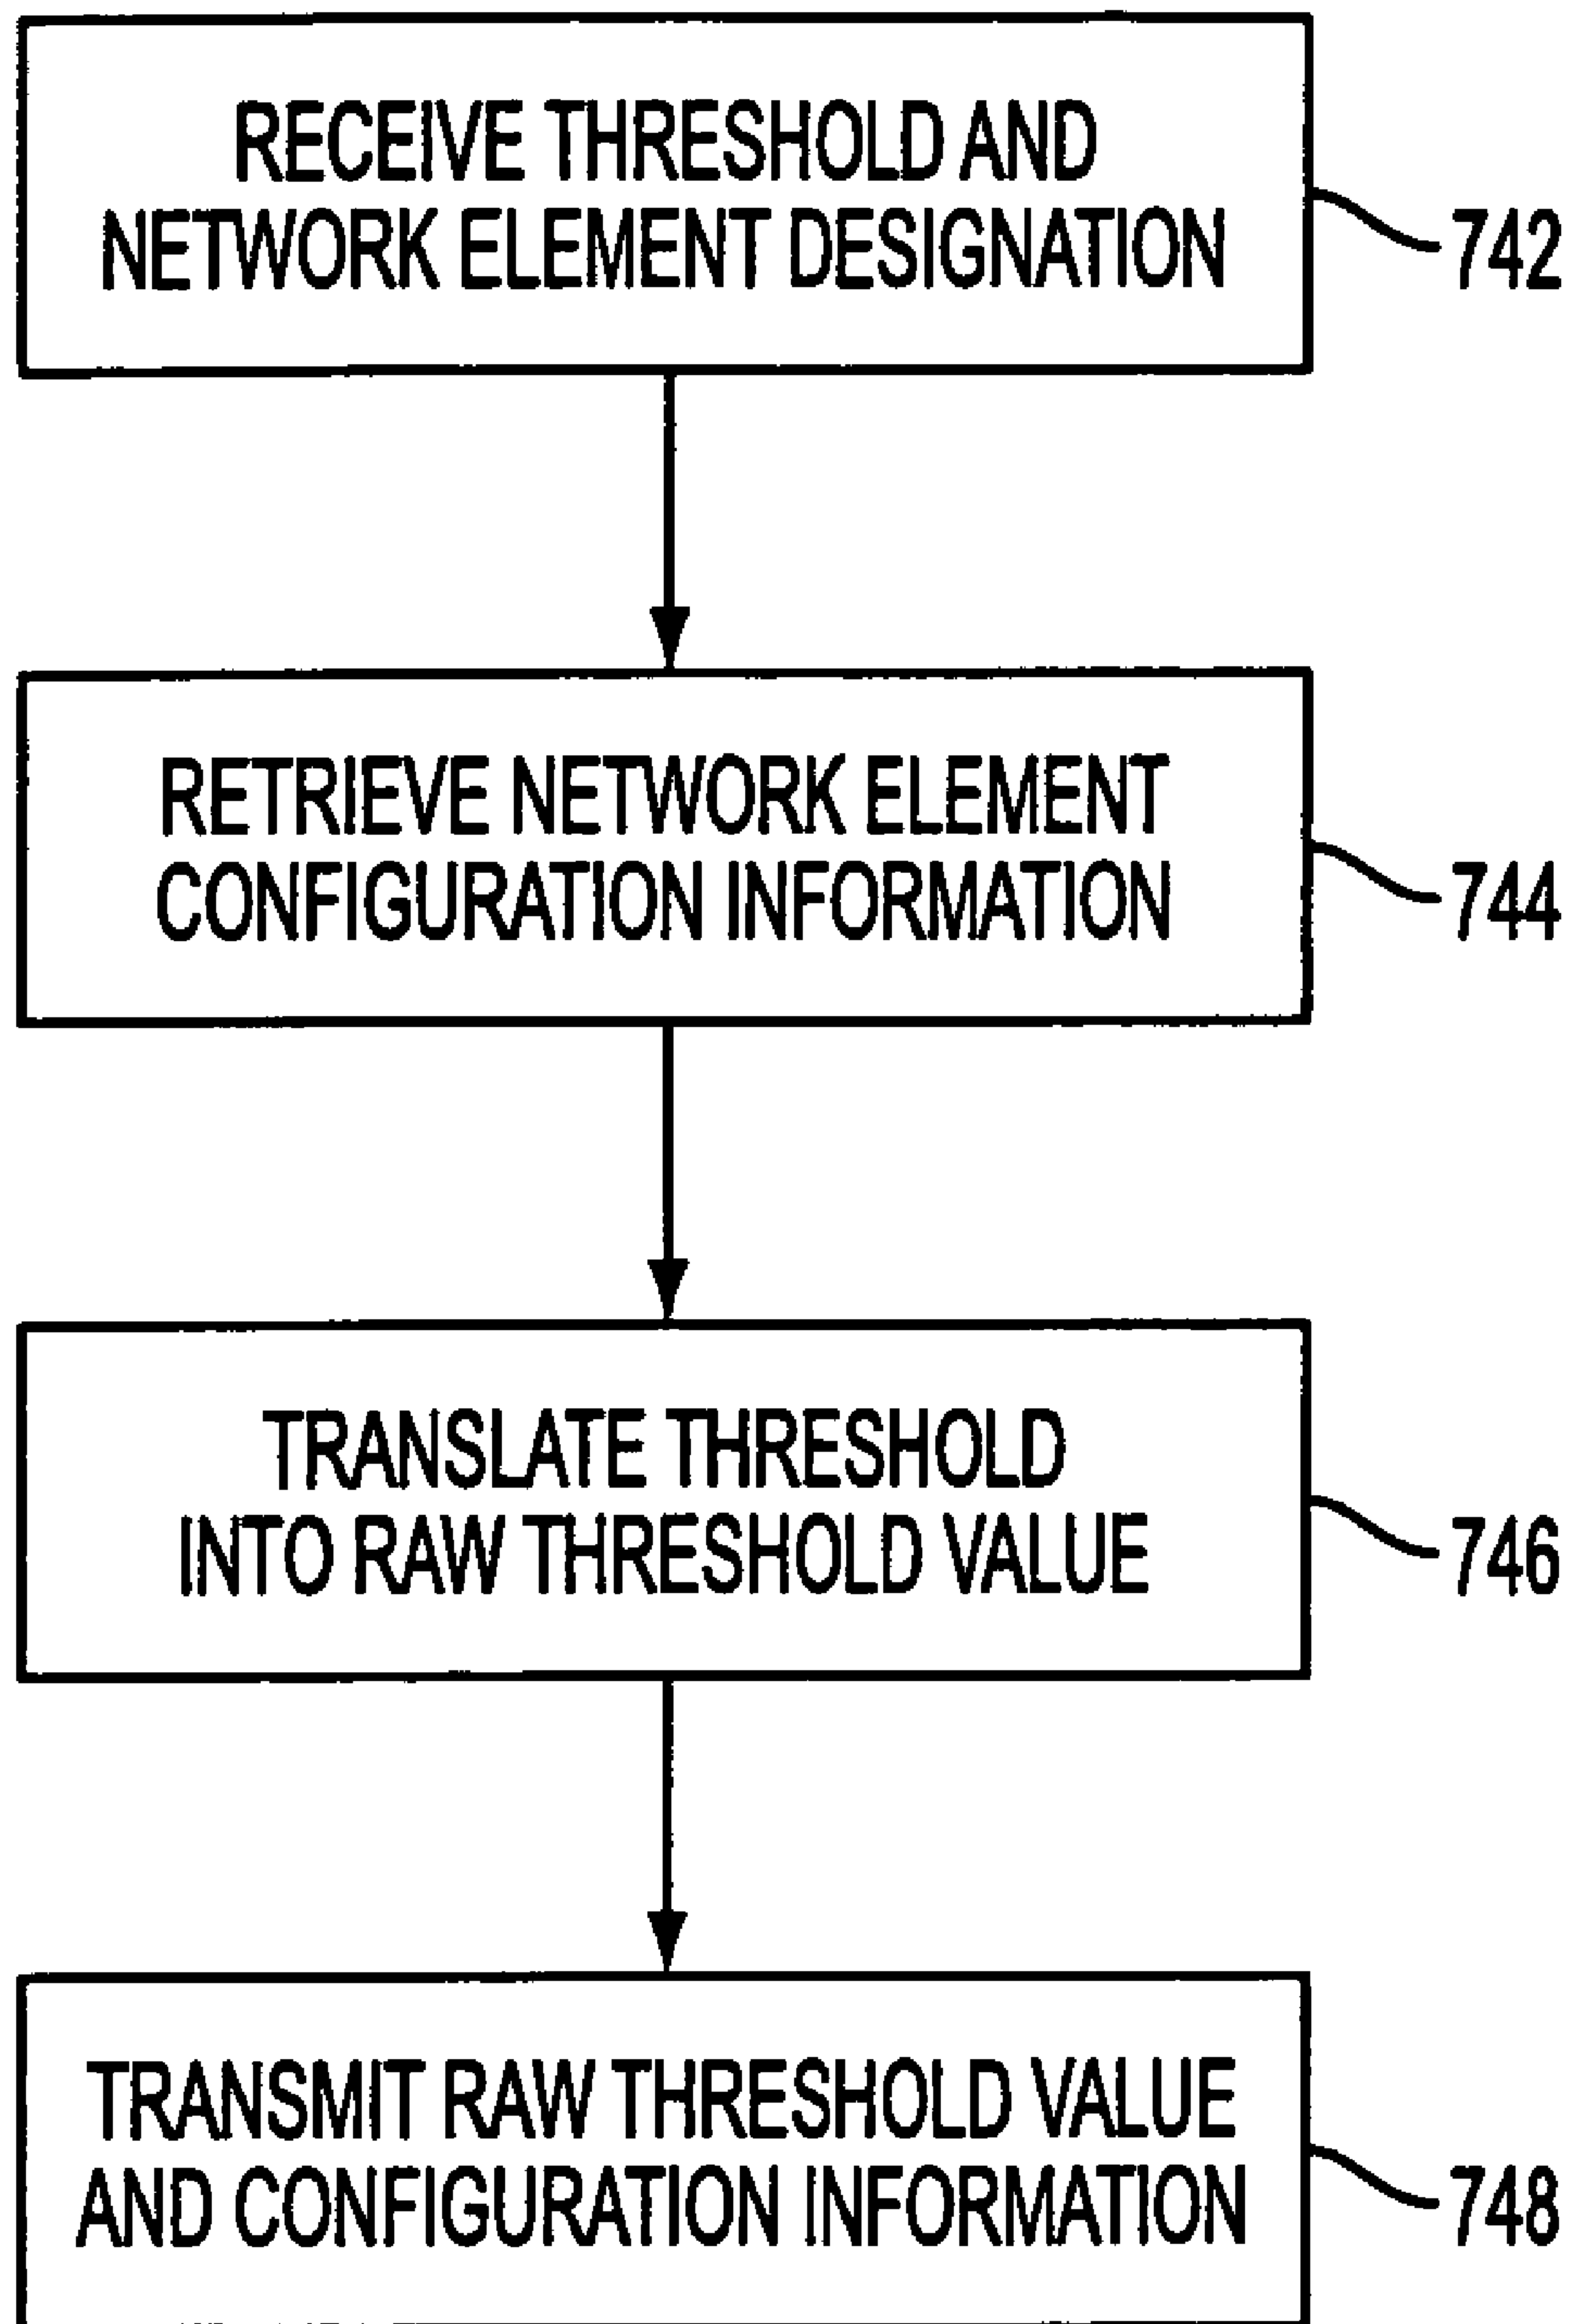 RECEIVE THRESHOLD AND
NETWORK ELEMENT DESIGNATION
742
RETRIEVE NETWORK ELEMENT
CONFIGURATION INFORMATION
744
TRANSLATE THRESHOLD
INTO RAW THRESHOLD VALUE
746
TRANSMIT RAW THRESHOLD VALUE
AND CONFIGURATION INFORMATION
748